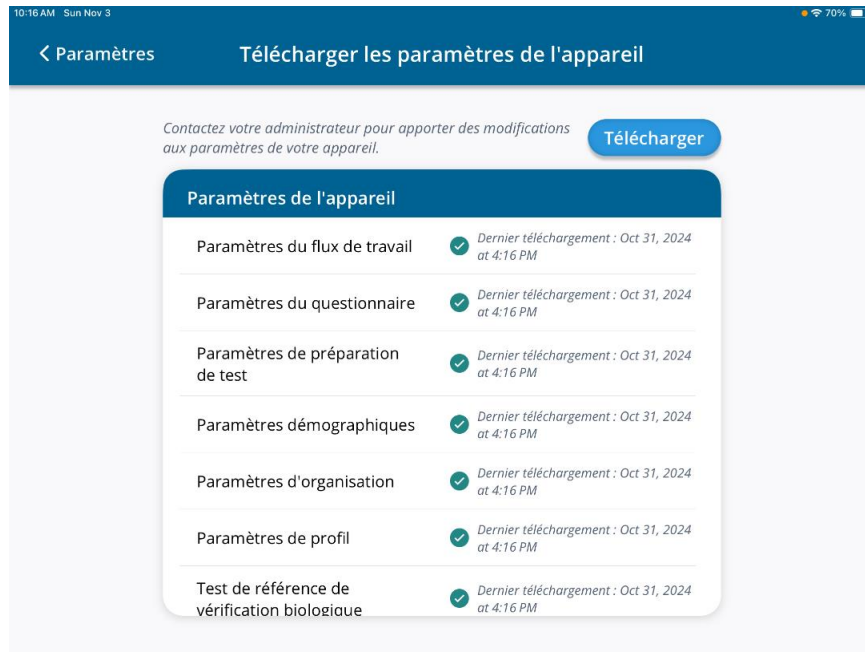 10:16 AM Sun Nov 3
70%
Paramètres
Télécharger les paramètres de l'appareil
Contactez votre administrateur pour apporter des modifications
aux paramètres de votre appareil.
Télécharger
Paramètres de l'appareil
Paramètres du flux de travail
Dernier téléchargement : Oct 31, 2024
at 4:16 PM
Paramètres du questionnaire
Dernier téléchargement : Oct 31, 2024
at 4:16 PM
Paramètres de préparation
de test
Dernier téléchargement : Oct 31, 2024
at 4:16 PM
Paramètres démographiques
Dernier téléchargement : Oct 31, 2024
at 4:16 PM
Paramètres d'organisation
Dernier téléchargement : Oct 31, 2024
at 4:16 PM
Paramètres de profil
Dernier téléchargement : Oct 31, 2024
at 4:16 PM
Test de référence de
vérification biologique
Dernier téléchargement : Oct 31, 2024
at 4:16 PM